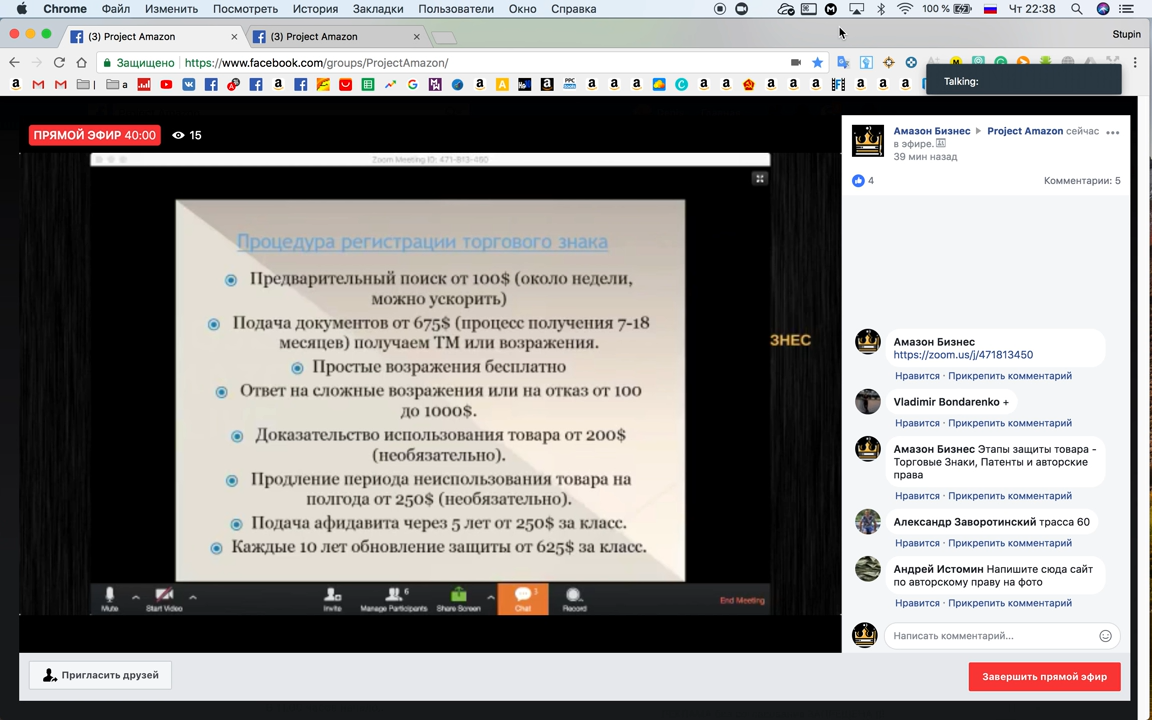 Chrome Файл Изменить Посмотреть История Закладки Пользователи Окно Справка
100 % Чт 22:38
(3) Project Amazon
(3) Project Amazon
Stupin
Защищено https://www.facebook.com/groups/ProjectAmazon/
Talking:
ПРЯМОЙ ЭФИР 40:00 15
Zoom Meeting ID: 471-813-450
Процедура регистрации торгового знака
Предварительный поиск от 100$ (около недели,
можно ускорить)
Подача документов от 675$ (процесс получения 7-18
месяцев) получаем ТМ или возражения.
Простые возражения бесплатно
Ответ на сложные возражения или на отказ от 100
до 1000$.
Доказательство использования товара от 200$
(необязательно).
Продление периода неиспользования товара на
полгода от 250$ (необязательно).
Подача афидавита через 5 лет от 250$ за класс.
Каждые 10 лет обновление защиты от 625$ за класс.
ЗНЕС
Mute
Start Video
Invite
6
Manage Participants
Share Screen
3
Chat
Record
End Meeting
Амазон Бизнес Project Amazon сейчас
в эфире.
39 мин назад
4
Комментарии: 5
Амазон Бизнес
https://zoom.us/j/471813450
Нравится · Прикрепить комментарий
Vladimir Bondarenko +
Нравится · Прикрепить комментарий
Амазон Бизнес Этапы защиты товара -
Торговые Знаки, Патенты и авторские
права
Нравится · Прикрепить комментарий
Александр Заворотинский трасса 60
Нравится · Прикрепить комментарий
Андрей Истомин Напишите сюда сайт
по авторскому праву на фото
Нравится · Прикрепить комментарий
Написать комментарий...
Пригласить друзей
Завершить прямой эфир